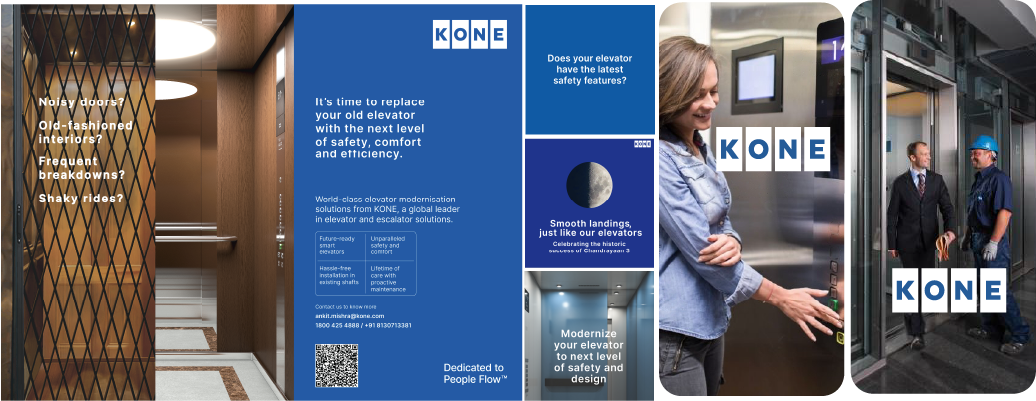 Noisy doors?
Old-fashioned
interiors?
Frequent
breakdowns?
Shaky rides?
KONE
It's time to replace
your old elevator
with the next level
of safety, comfort
and efficiency.
World-class elevator modernisation
solutions from KONE, a global leader
in elevator and escalator solutions.
Future-ready
smart
elevators
Unparalleled
safety and
comfort
Hassle-free
installation in
existing shafts
Lifetime of
care with
proactive
maintenance
Contact us to know more
ankit.mishra@kone.com
1800 425 4888 / +91 8130713381
Dedicated to
People Flow™
Does your elevator
have the latest
safety features?
KONE
Smooth landings,
just like our elevators
Celebrating the historic
success of Chandrayaan 3
Modernize
your elevator
to next level
of safety and
design
KONE
KONE